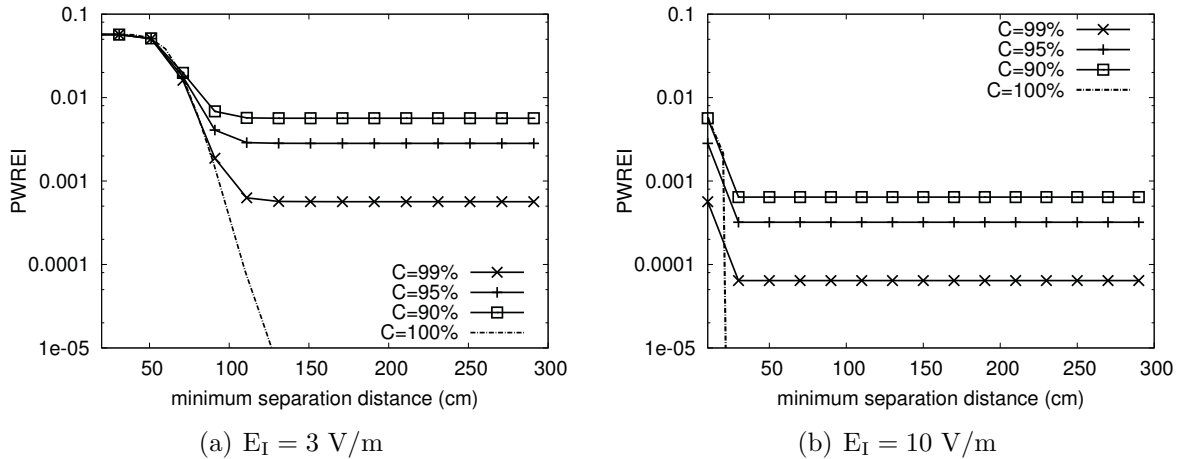 0.1
0.01
0.001
0.0001
1e-05
PWREI
50 100 150 200 250 300
minimum separation distance (cm)
C=99%
C=95%
C=90%
C=100%
(a) E_I = 3 V/m
0.1
0.01
0.001
0.0001
1e-05
PWREI
50 100 150 200 250 300
minimum separation distance (cm)
C=99%
C=95%
C=90%
C=100%
(b) E_I = 10 V/m